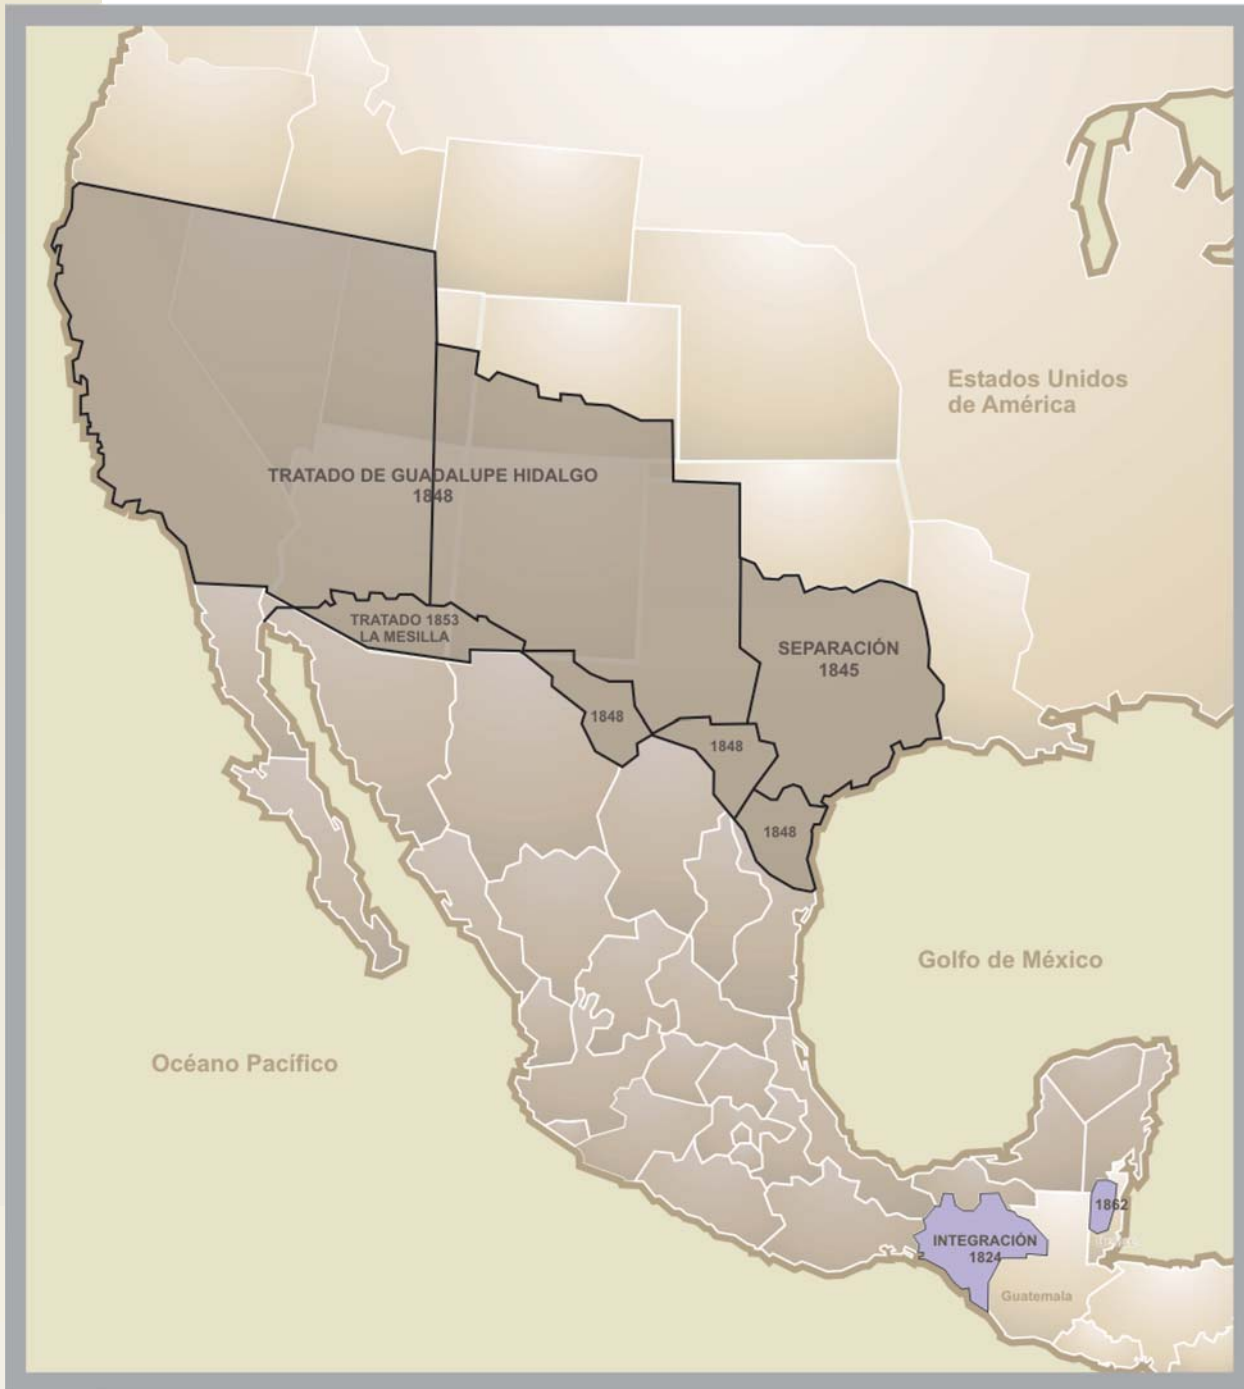 Estados Unidos
de América
TRATADO DE GUADALUPE HIDALGO
1848
TRATADO 1853
LA MESILLA
SEPARACIÓN
1845
1848
1848
1848
Golfo de México
Océano Pacífico
1862
INTEGRACIÓN
1824
Guatemala